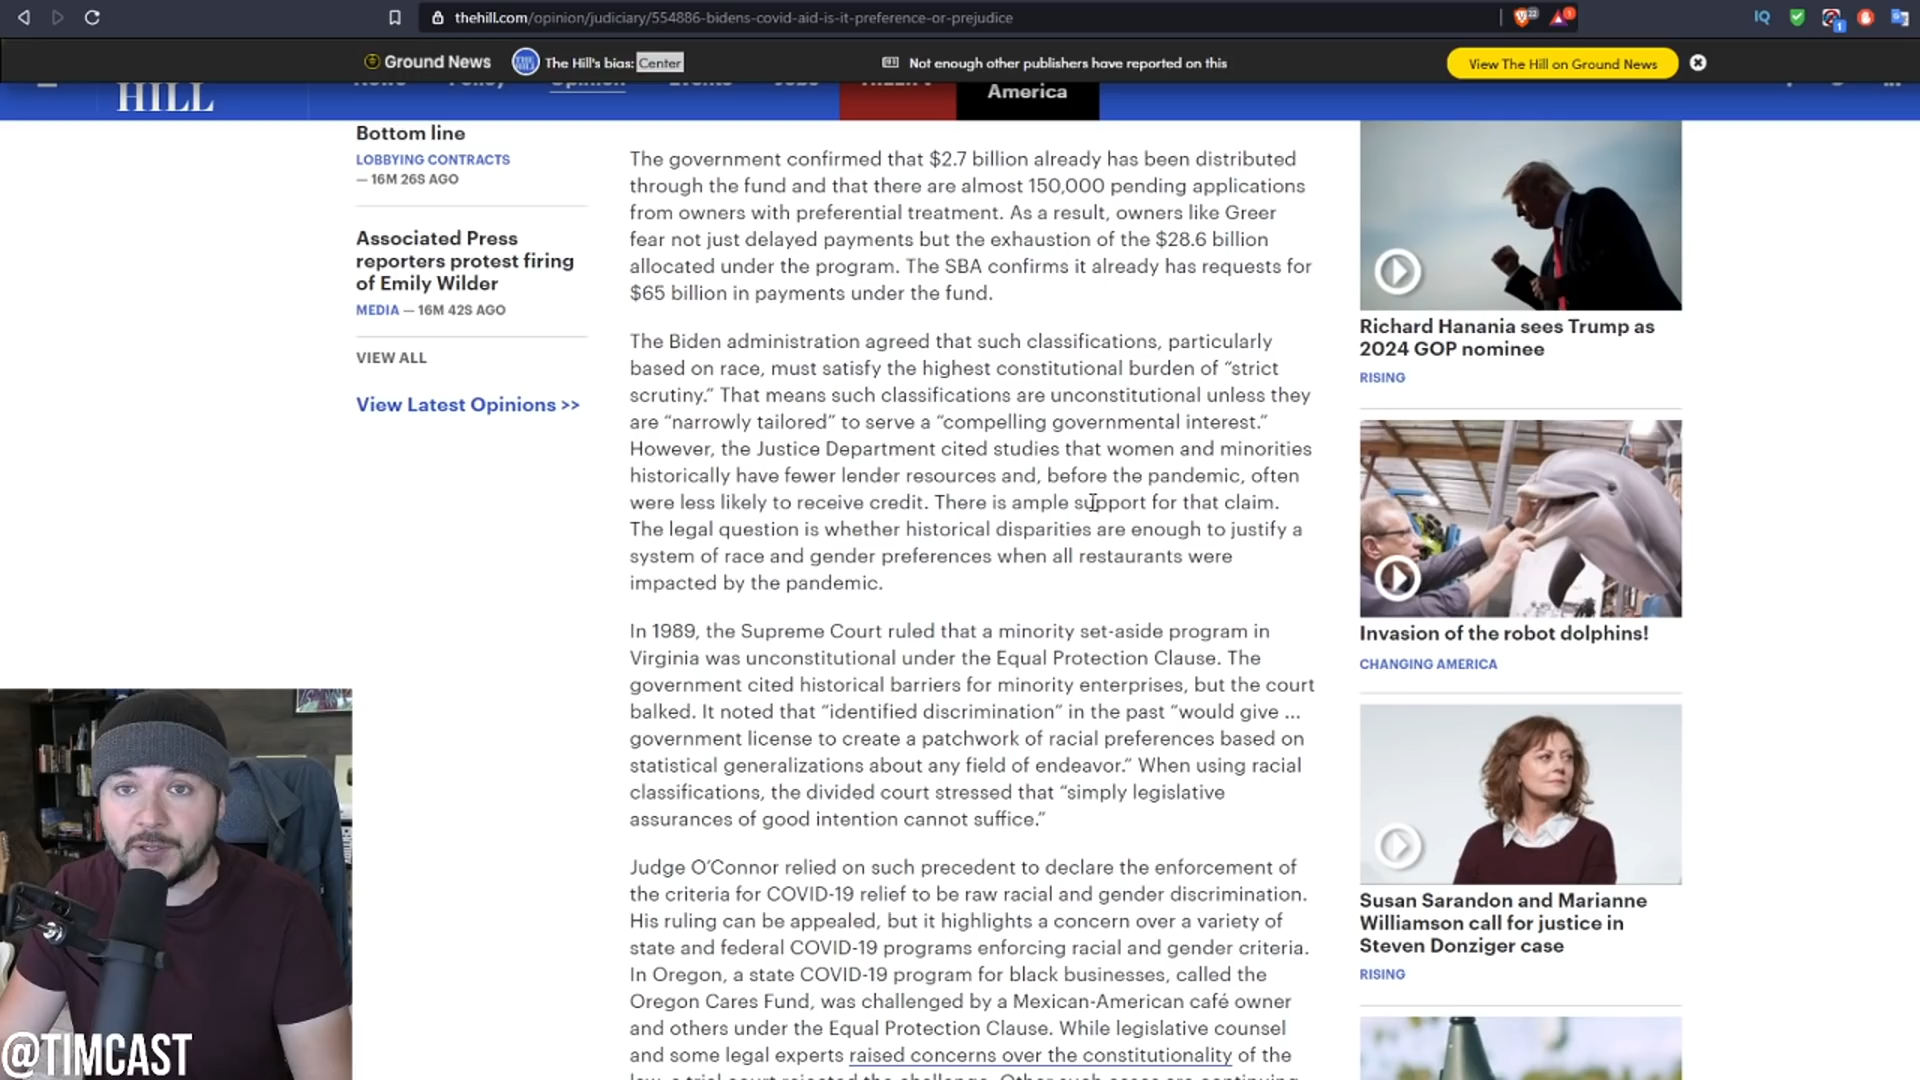 thehill.com/opinion/judiciary/554886-bidens-covid-aid-is-it-preference-or-prejudice
Ground News
The Hill's bias: Center
Not enough other publishers have reported on this
View The Hill on Ground News
HILL
Opinion
America
Bottom line
LOBBYING CONTRACTS
— 16M 26S AGO
Associated Press
reporters protest firing
of Emily Wilder
MEDIA — 16M 42S AGO
VIEW ALL
View Latest Opinions >>
The government confirmed that $2.7 billion already has been distributed
through the fund and that there are almost 150,000 pending applications
from owners with preferential treatment. As a result, owners like Greer
fear not just delayed payments but the exhaustion of the $28.6 billion
allocated under the program. The SBA confirms it already has requests for
$65 billion in payments under the fund.
The Biden administration agreed that such classifications, particularly
based on race, must satisfy the highest constitutional burden of “strict
scrutiny.” That means such classifications are unconstitutional unless they
are “narrowly tailored” to serve a “compelling governmental interest.”
However, the Justice Department cited studies that women and minorities
historically have fewer lender resources and, before the pandemic, often
were less likely to receive credit. There is ample support for that claim.
The legal question is whether historical disparities are enough to justify a
system of race and gender preferences when all restaurants were
impacted by the pandemic.
In 1989, the Supreme Court ruled that a minority set-aside program in
Virginia was unconstitutional under the Equal Protection Clause. The
government cited historical barriers for minority enterprises, but the court
balked. It noted that “identified discrimination” in the past “would give ...
government license to create a patchwork of racial preferences based on
statistical generalizations about any field of endeavor.” When using racial
classifications, the divided court stressed that “simply legislative
assurances of good intention cannot suffice.”
Judge O’Connor relied on such precedent to declare the enforcement of
the criteria for COVID-19 relief to be raw racial and gender discrimination.
His ruling can be appealed, but it highlights a concern over a variety of
state and federal COVID-19 programs enforcing racial and gender criteria.
In Oregon, a state COVID-19 program for black businesses, called the
Oregon Cares Fund, was challenged by a Mexican-American café owner
and others under the Equal Protection Clause. While legislative counsel
and some legal experts raised concerns over the constitutionality of the
law, a trial court rejected the challenge. Other such cases are continuing
Richard Hanania sees Trump as
2024 GOP nominee
RISING
Invasion of the robot dolphins!
CHANGING AMERICA
Susan Sarandon and Marianne
Williamson call for justice in
Steven Donziger case
RISING
@TIMCAST